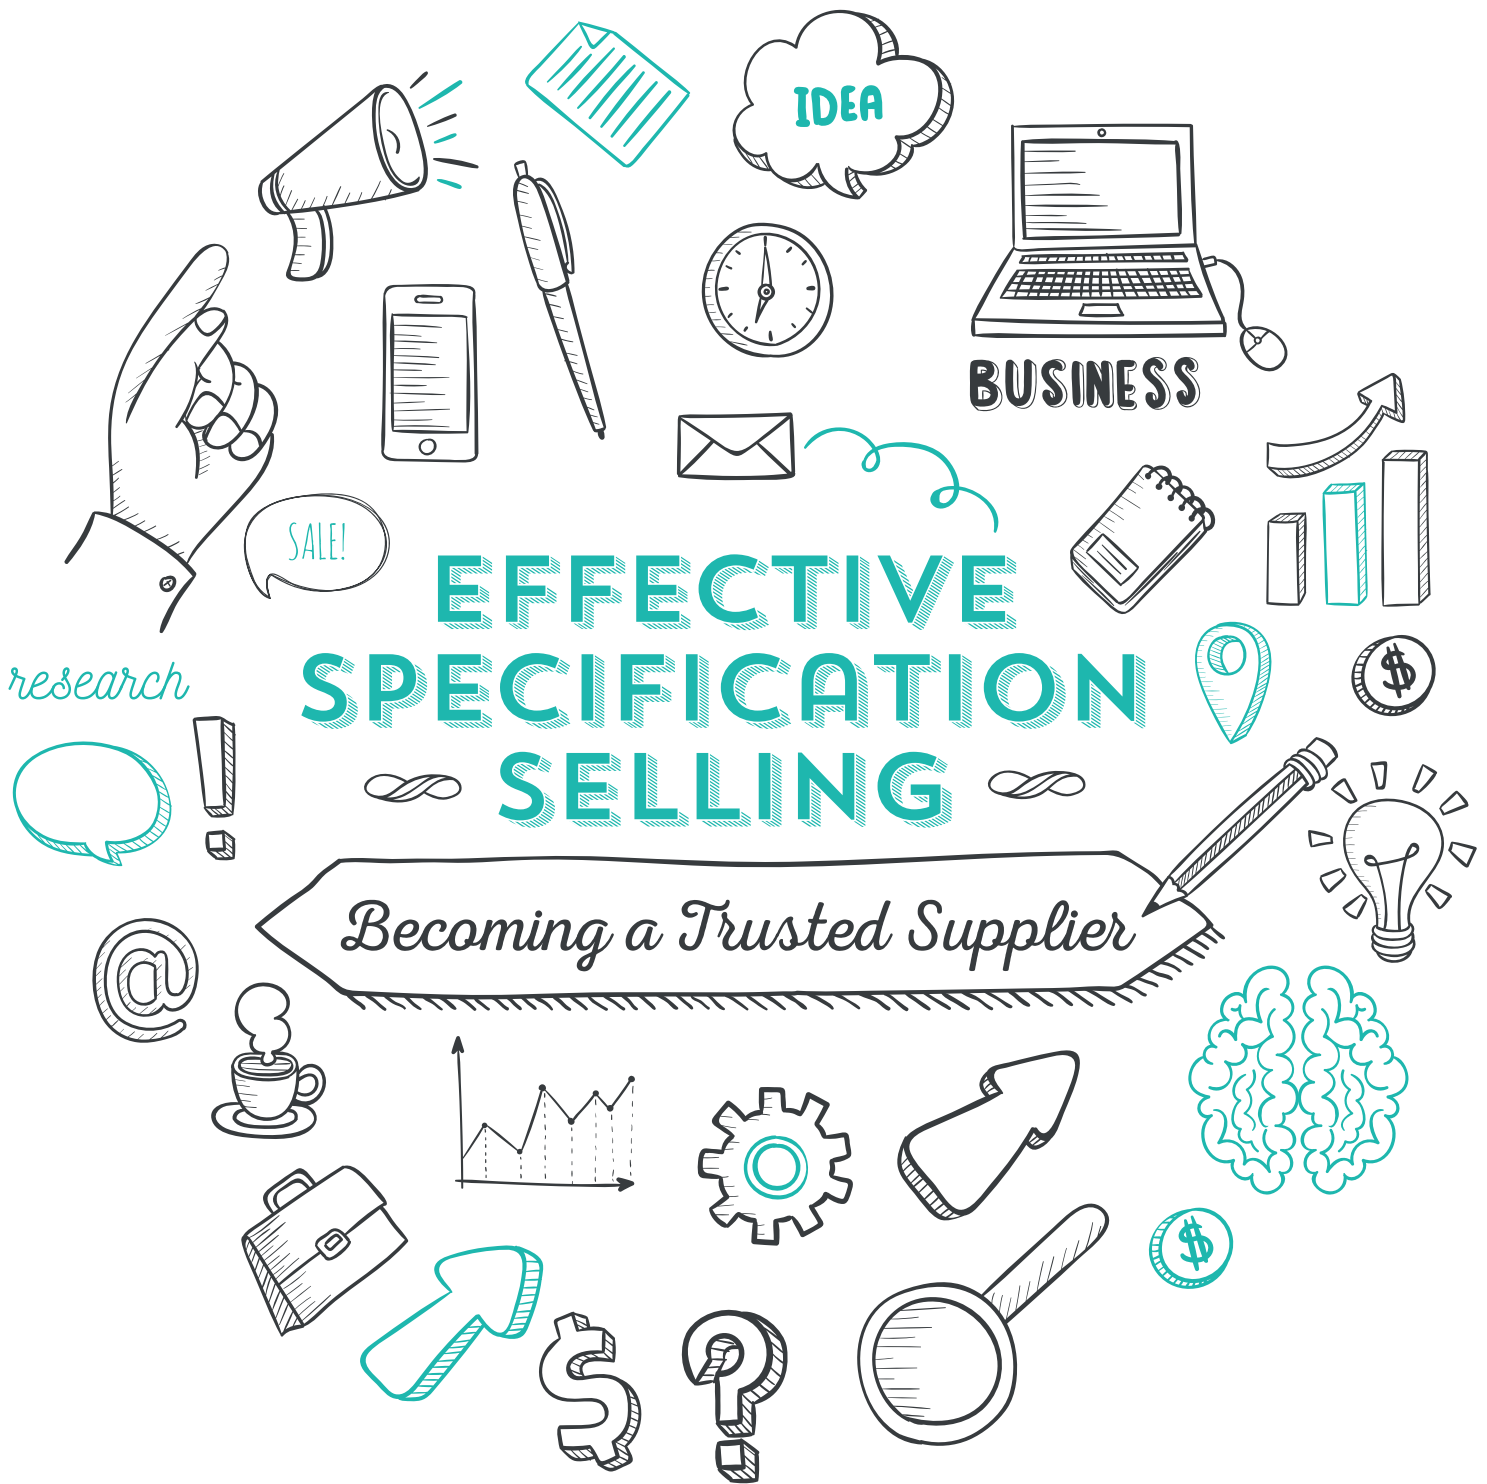 IDEA
BUSINESS
SALE!
EFFECTIVE
SPECIFICATION
SELLING
research
!
Becoming a Trusted Supplier
@
$
$
$
?